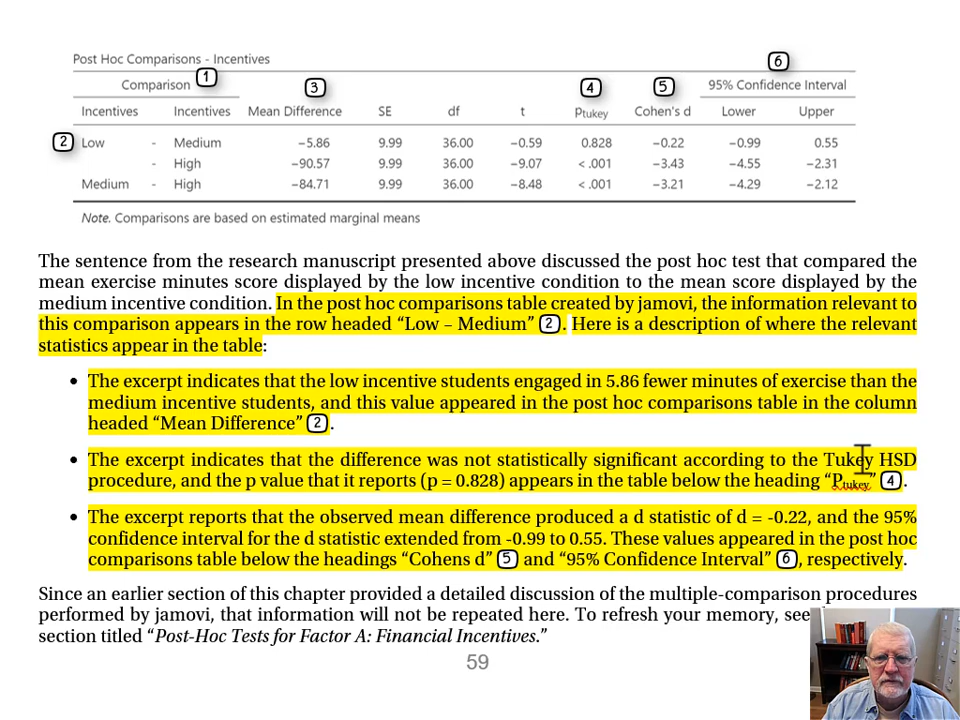 Post Hoc Comparisons - Incentives
6
Comparison 1 3 4 5 95% Confidence Interval
Incentives Incentives Mean Difference SE df t Ptukey Cohen's d Lower Upper
2 Low - Medium −5.86 9.99 36.00 −0.59 0.828 −0.22 −0.99 0.55
- High −90.57 9.99 36.00 −9.07 < .001 −3.43 −4.55 −2.31
Medium - High −84.71 9.99 36.00 −8.48 < .001 −3.21 −4.29 −2.12
Note. Comparisons are based on estimated marginal means
The sentence from the research manuscript presented above discussed the post hoc test that compared the
mean exercise minutes score displayed by the low incentive condition to the mean score displayed by the
medium incentive condition. In the post hoc comparisons table created by jamovi, the information relevant to
this comparison appears in the row headed “Low – Medium” 2. Here is a description of where the relevant
statistics appear in the table:
• The excerpt indicates that the low incentive students engaged in 5.86 fewer minutes of exercise than the
medium incentive students, and this value appeared in the post hoc comparisons table in the column
headed “Mean Difference” 2.
• The excerpt indicates that the difference was not statistically significant according to the Tukey HSD
procedure, and the p value that it reports (p = 0.828) appears in the table below the heading “Ptukey” 4.
• The excerpt reports that the observed mean difference produced a d statistic of d = -0.22, and the 95%
confidence interval for the d statistic extended from -0.99 to 0.55. These values appeared in the post hoc
comparisons table below the headings “Cohens d” 5 and “95% Confidence Interval” 6, respectively.
Since an earlier section of this chapter provided a detailed discussion of the multiple-comparison procedures
performed by jamovi, that information will not be repeated here. To refresh your memory, see
section titled “Post-Hoc Tests for Factor A: Financial Incentives.”
59